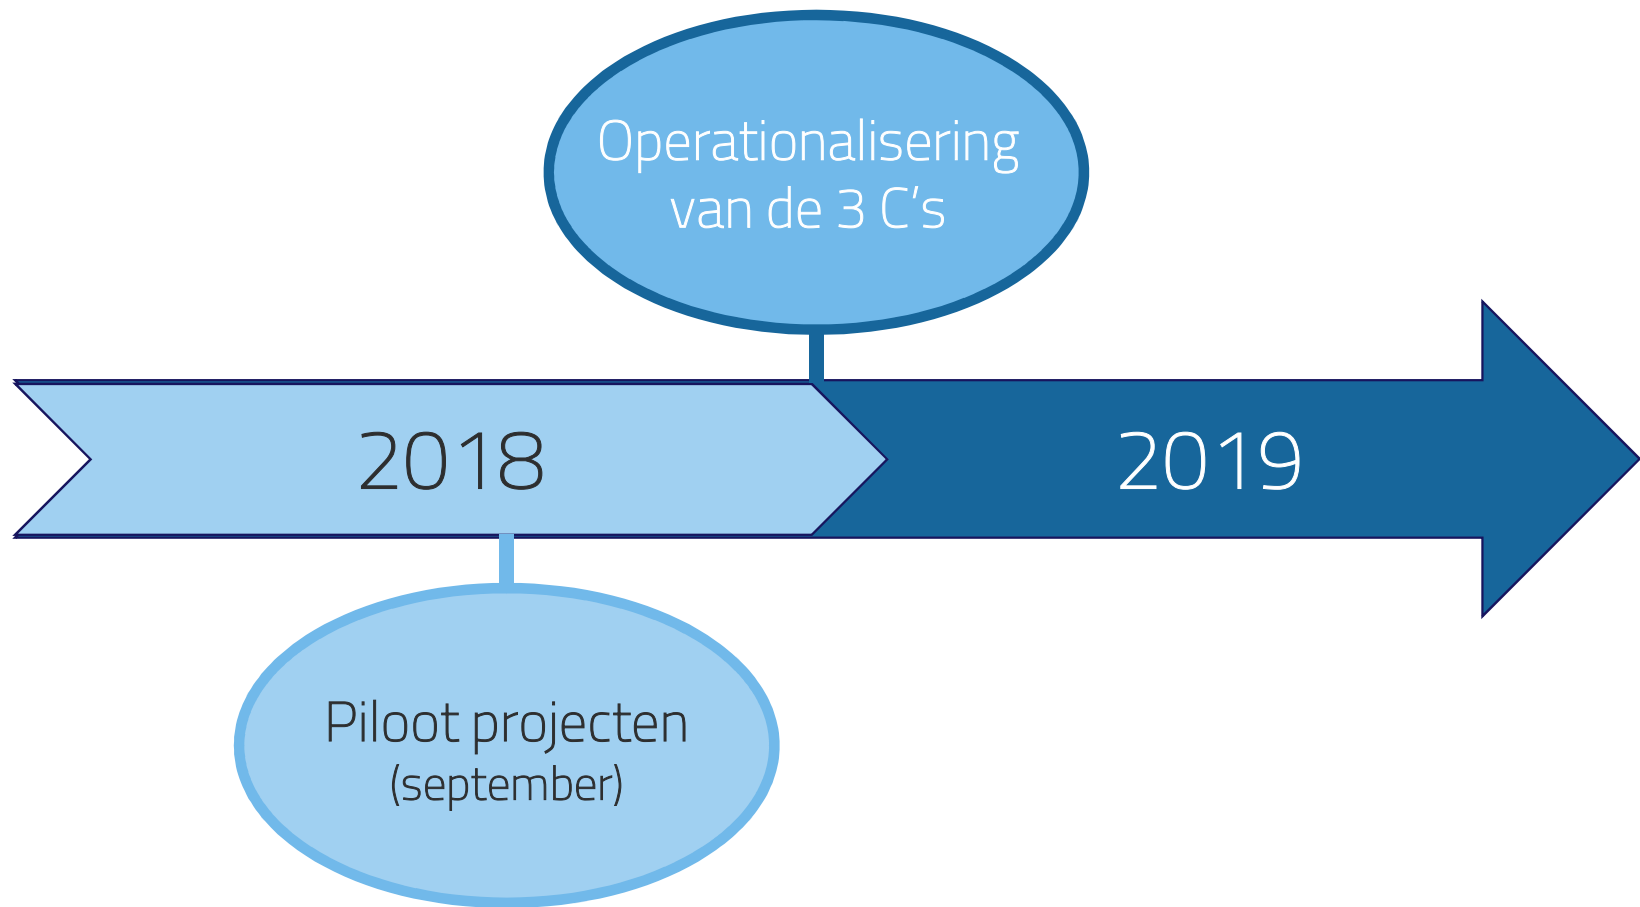 Operationalisering
van de 3 C's
2018
2019
Piloot projecten
(september)